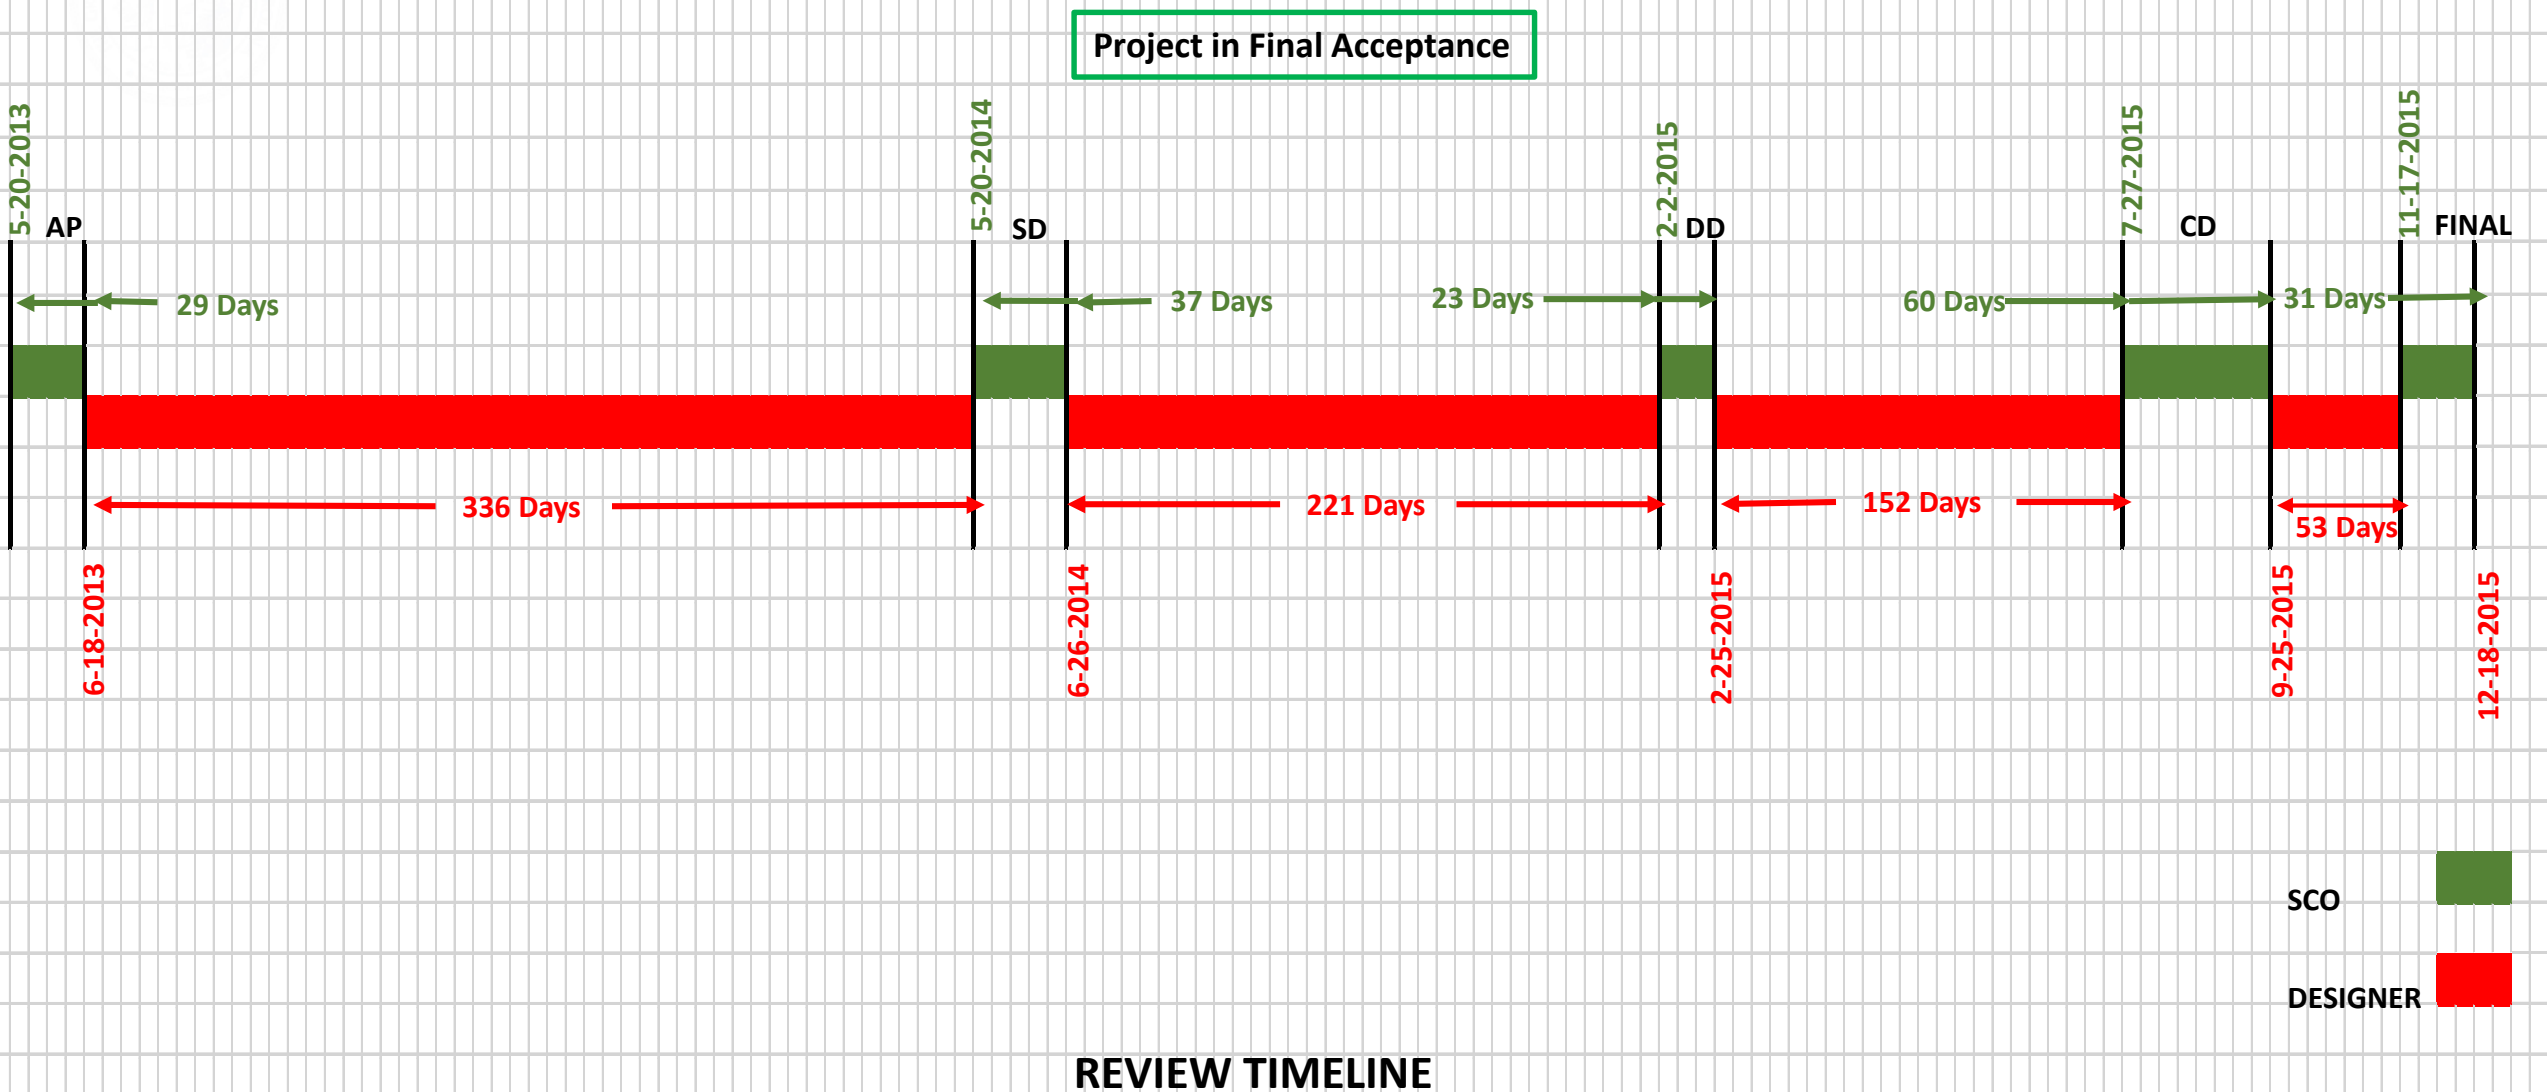 Project in Final Acceptance
5-20-2013
5-20-2014
2-2-2015
7-27-2015
11-17-2015
AP
SD
DD
CD
FINAL
29 Days
37 Days
23 Days
60 Days
31 Days
336 Days
221 Days
152 Days
53 Days
6-18-2013
6-26-2014
2-25-2015
9-25-2015
12-18-2015
SCO
DESIGNER
REVIEW TIMELINE